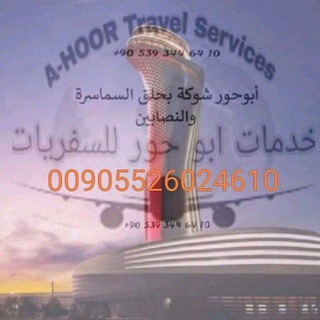 A-HOOR Travel Services
+90 539 344 64 10
أبوحور شوكة بحلق السماسرة
والنصابين
خدمات ابو حور للسفريات
00905526024610
+90 539 344 64 10